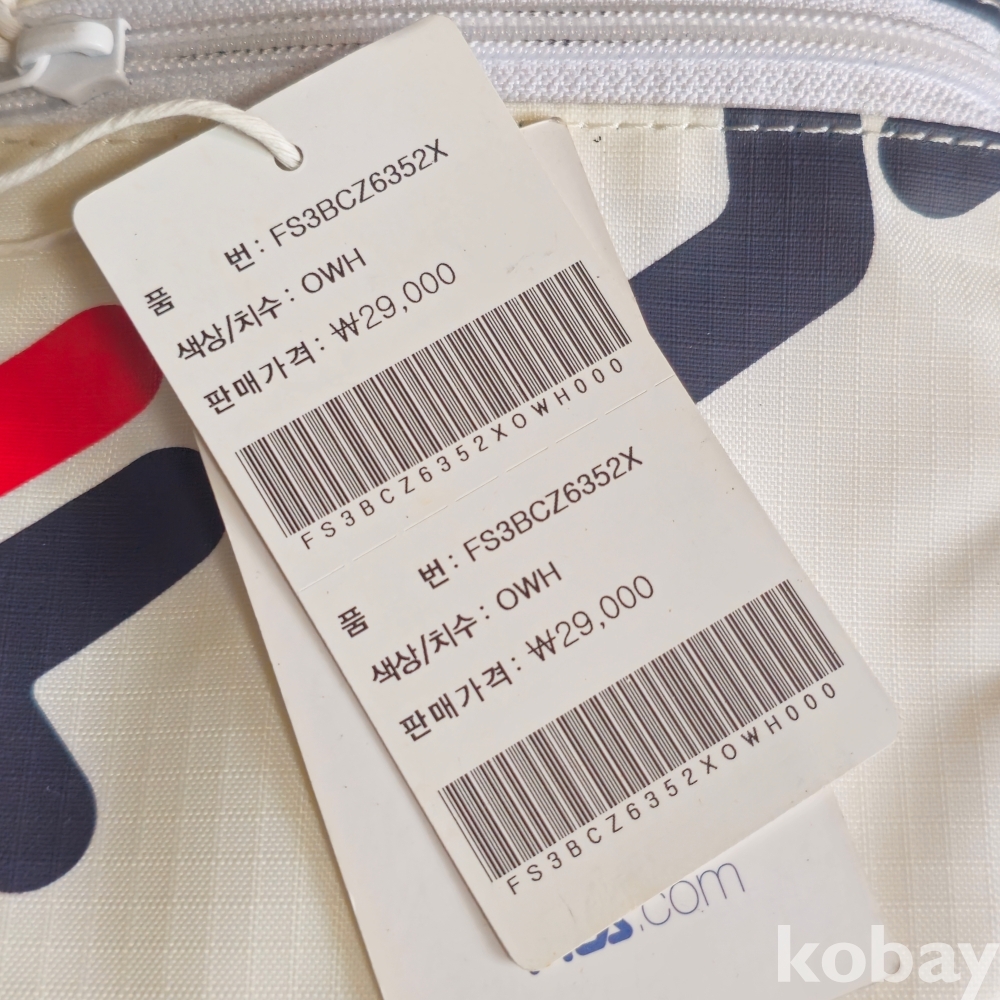 품 번 : FS3BCZ6352X
색상/치수 : OWH
판매가격 : ₩29,000
FS3BCZ6352XOWH000
품 번 : FS3BCZ6352X
색상/치수 : OWH
판매가격 : ₩29,000
FS3BCZ6352XOWH000
.com
kobay